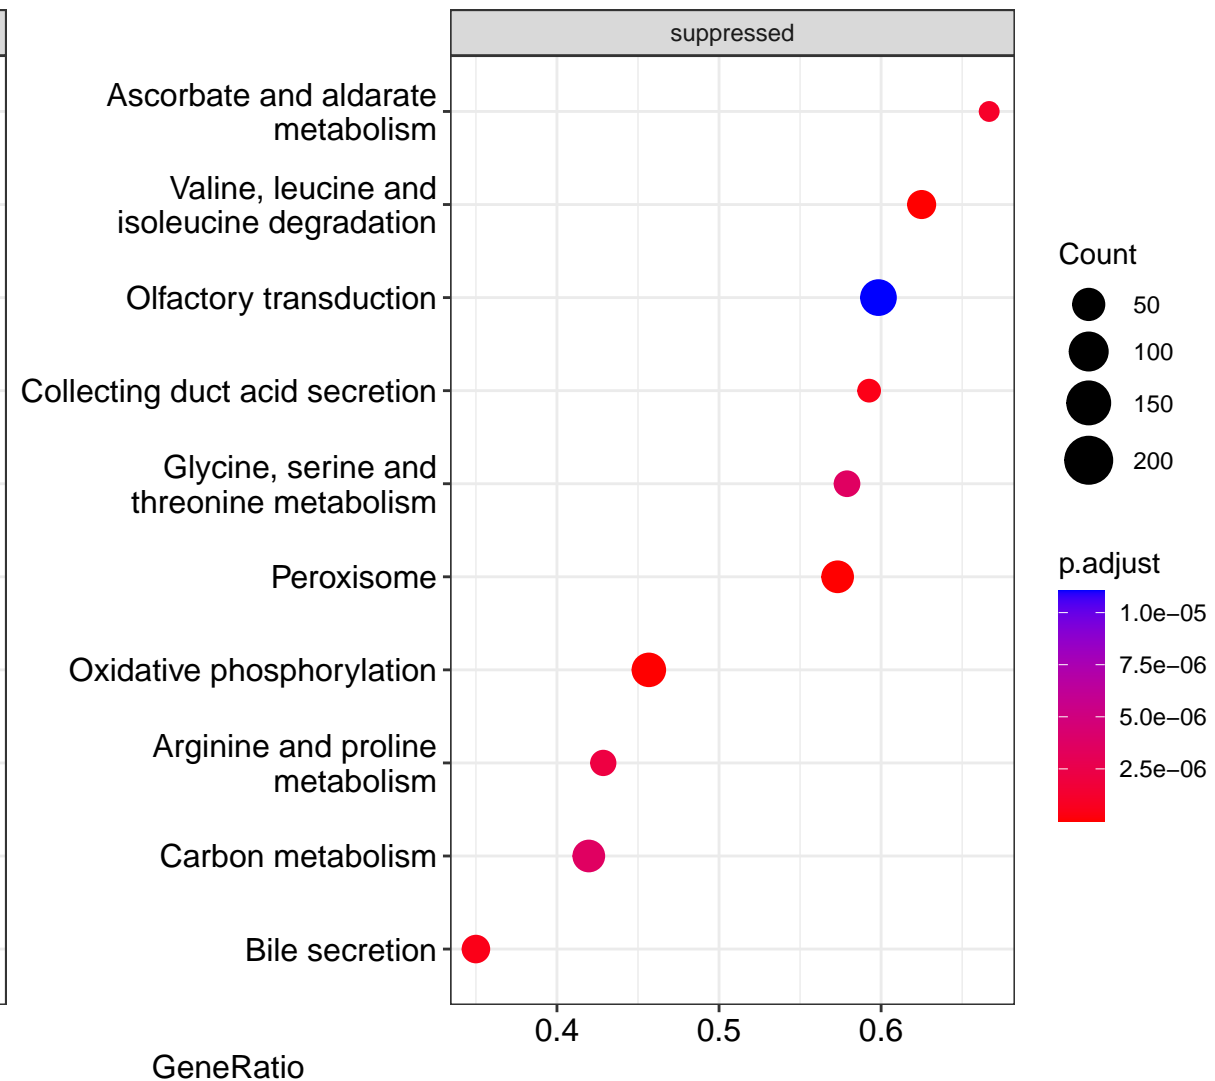 suppressed
Ascorbate and aldarate
metabolism
Valine, leucine and
isoleucine degradation
Olfactory transduction
Collecting duct acid secretion
Glycine, serine and
threonine metabolism
Peroxisome
Oxidative phosphorylation
Arginine and proline
metabolism
Carbon metabolism
Bile secretion
0.4 0.5 0.6
GeneRatio
Count
50
100
150
200
p.adjust
1.0e−05
7.5e−06
5.0e−06
2.5e−06